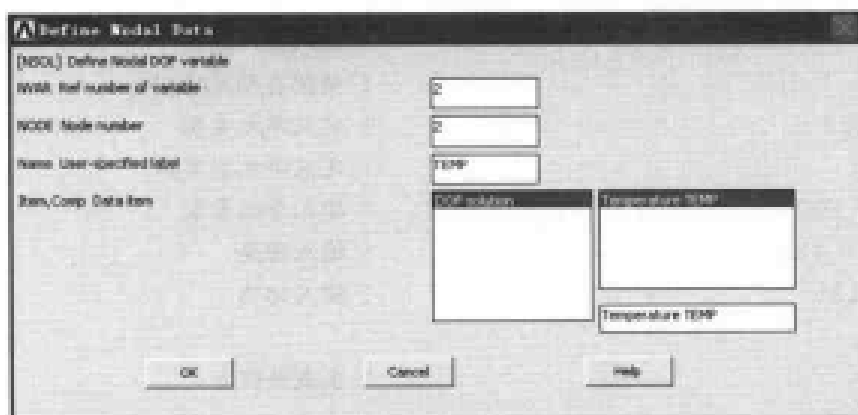 Define Nodal Data
[NSOL] Define Nodal DOF variable
NVAR Ref number of variable
2
NODE Node number
2
Name User-specified label
TEMP
Item,Comp Data item
DOF solution
Temperature TEMP
Temperature TEMP
OK
Cancel
Help